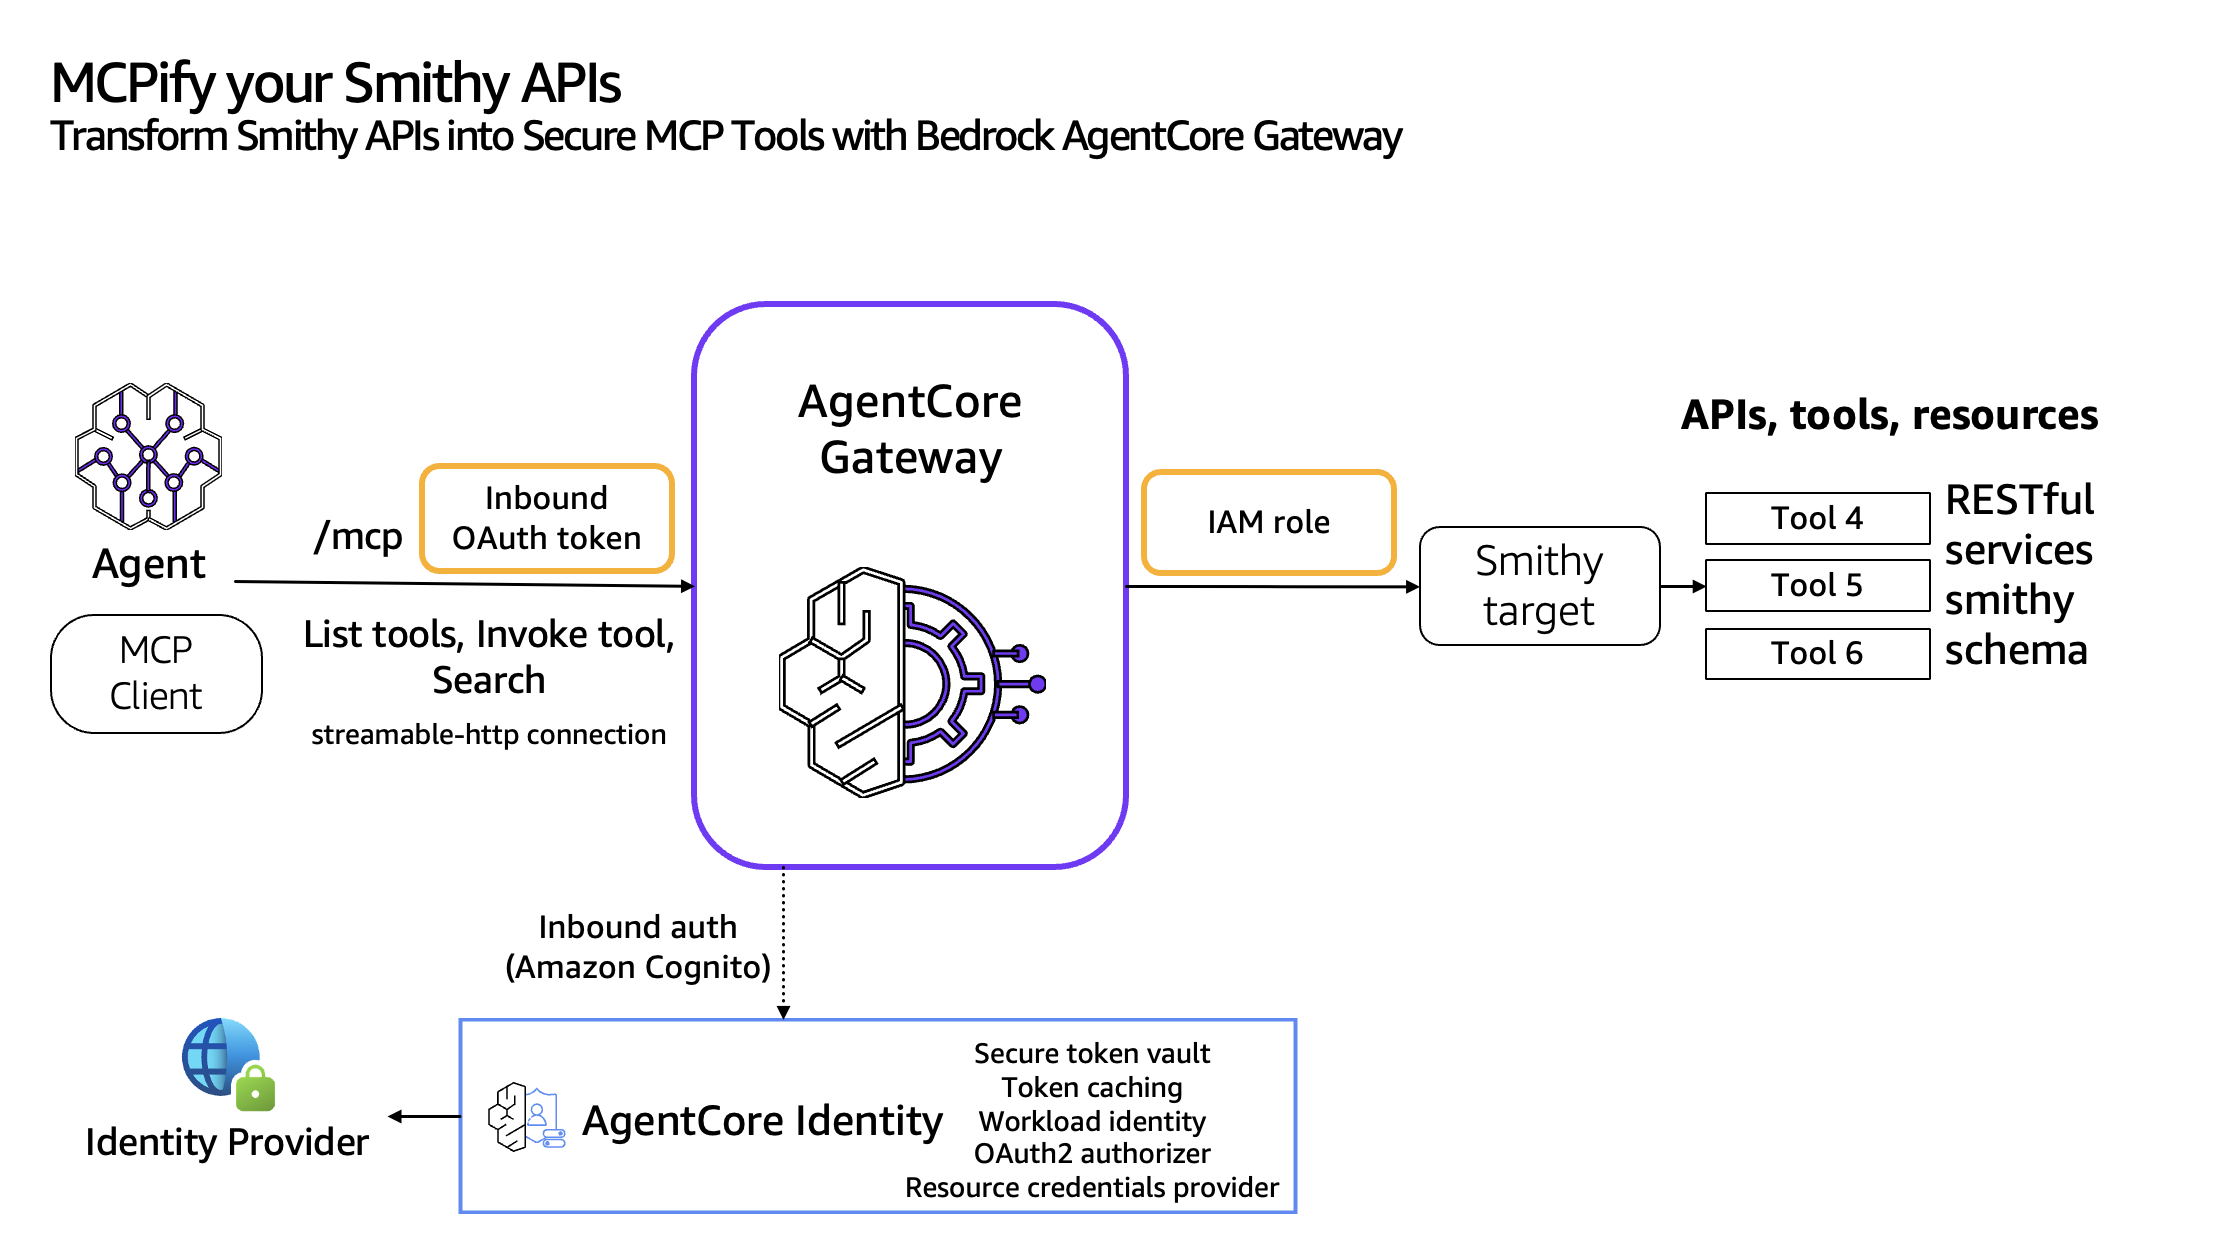 MCPify your Smithy APIs
Transform Smithy APIs into Secure MCP Tools with Bedrock AgentCore Gateway
Agent
MCP
Client
/mcp
Inbound
OAuth token
List tools, Invoke tool,
Search
streamable-http connection
AgentCore
Gateway
IAM role
Smithy
target
APIs, tools, resources
Tool 4
Tool 5
Tool 6
RESTful
services
smithy
schema
Inbound auth
(Amazon Cognito)
Identity Provider
AgentCore Identity
Secure token vault
Token caching
Workload identity
OAuth2 authorizer
Resource credentials provider